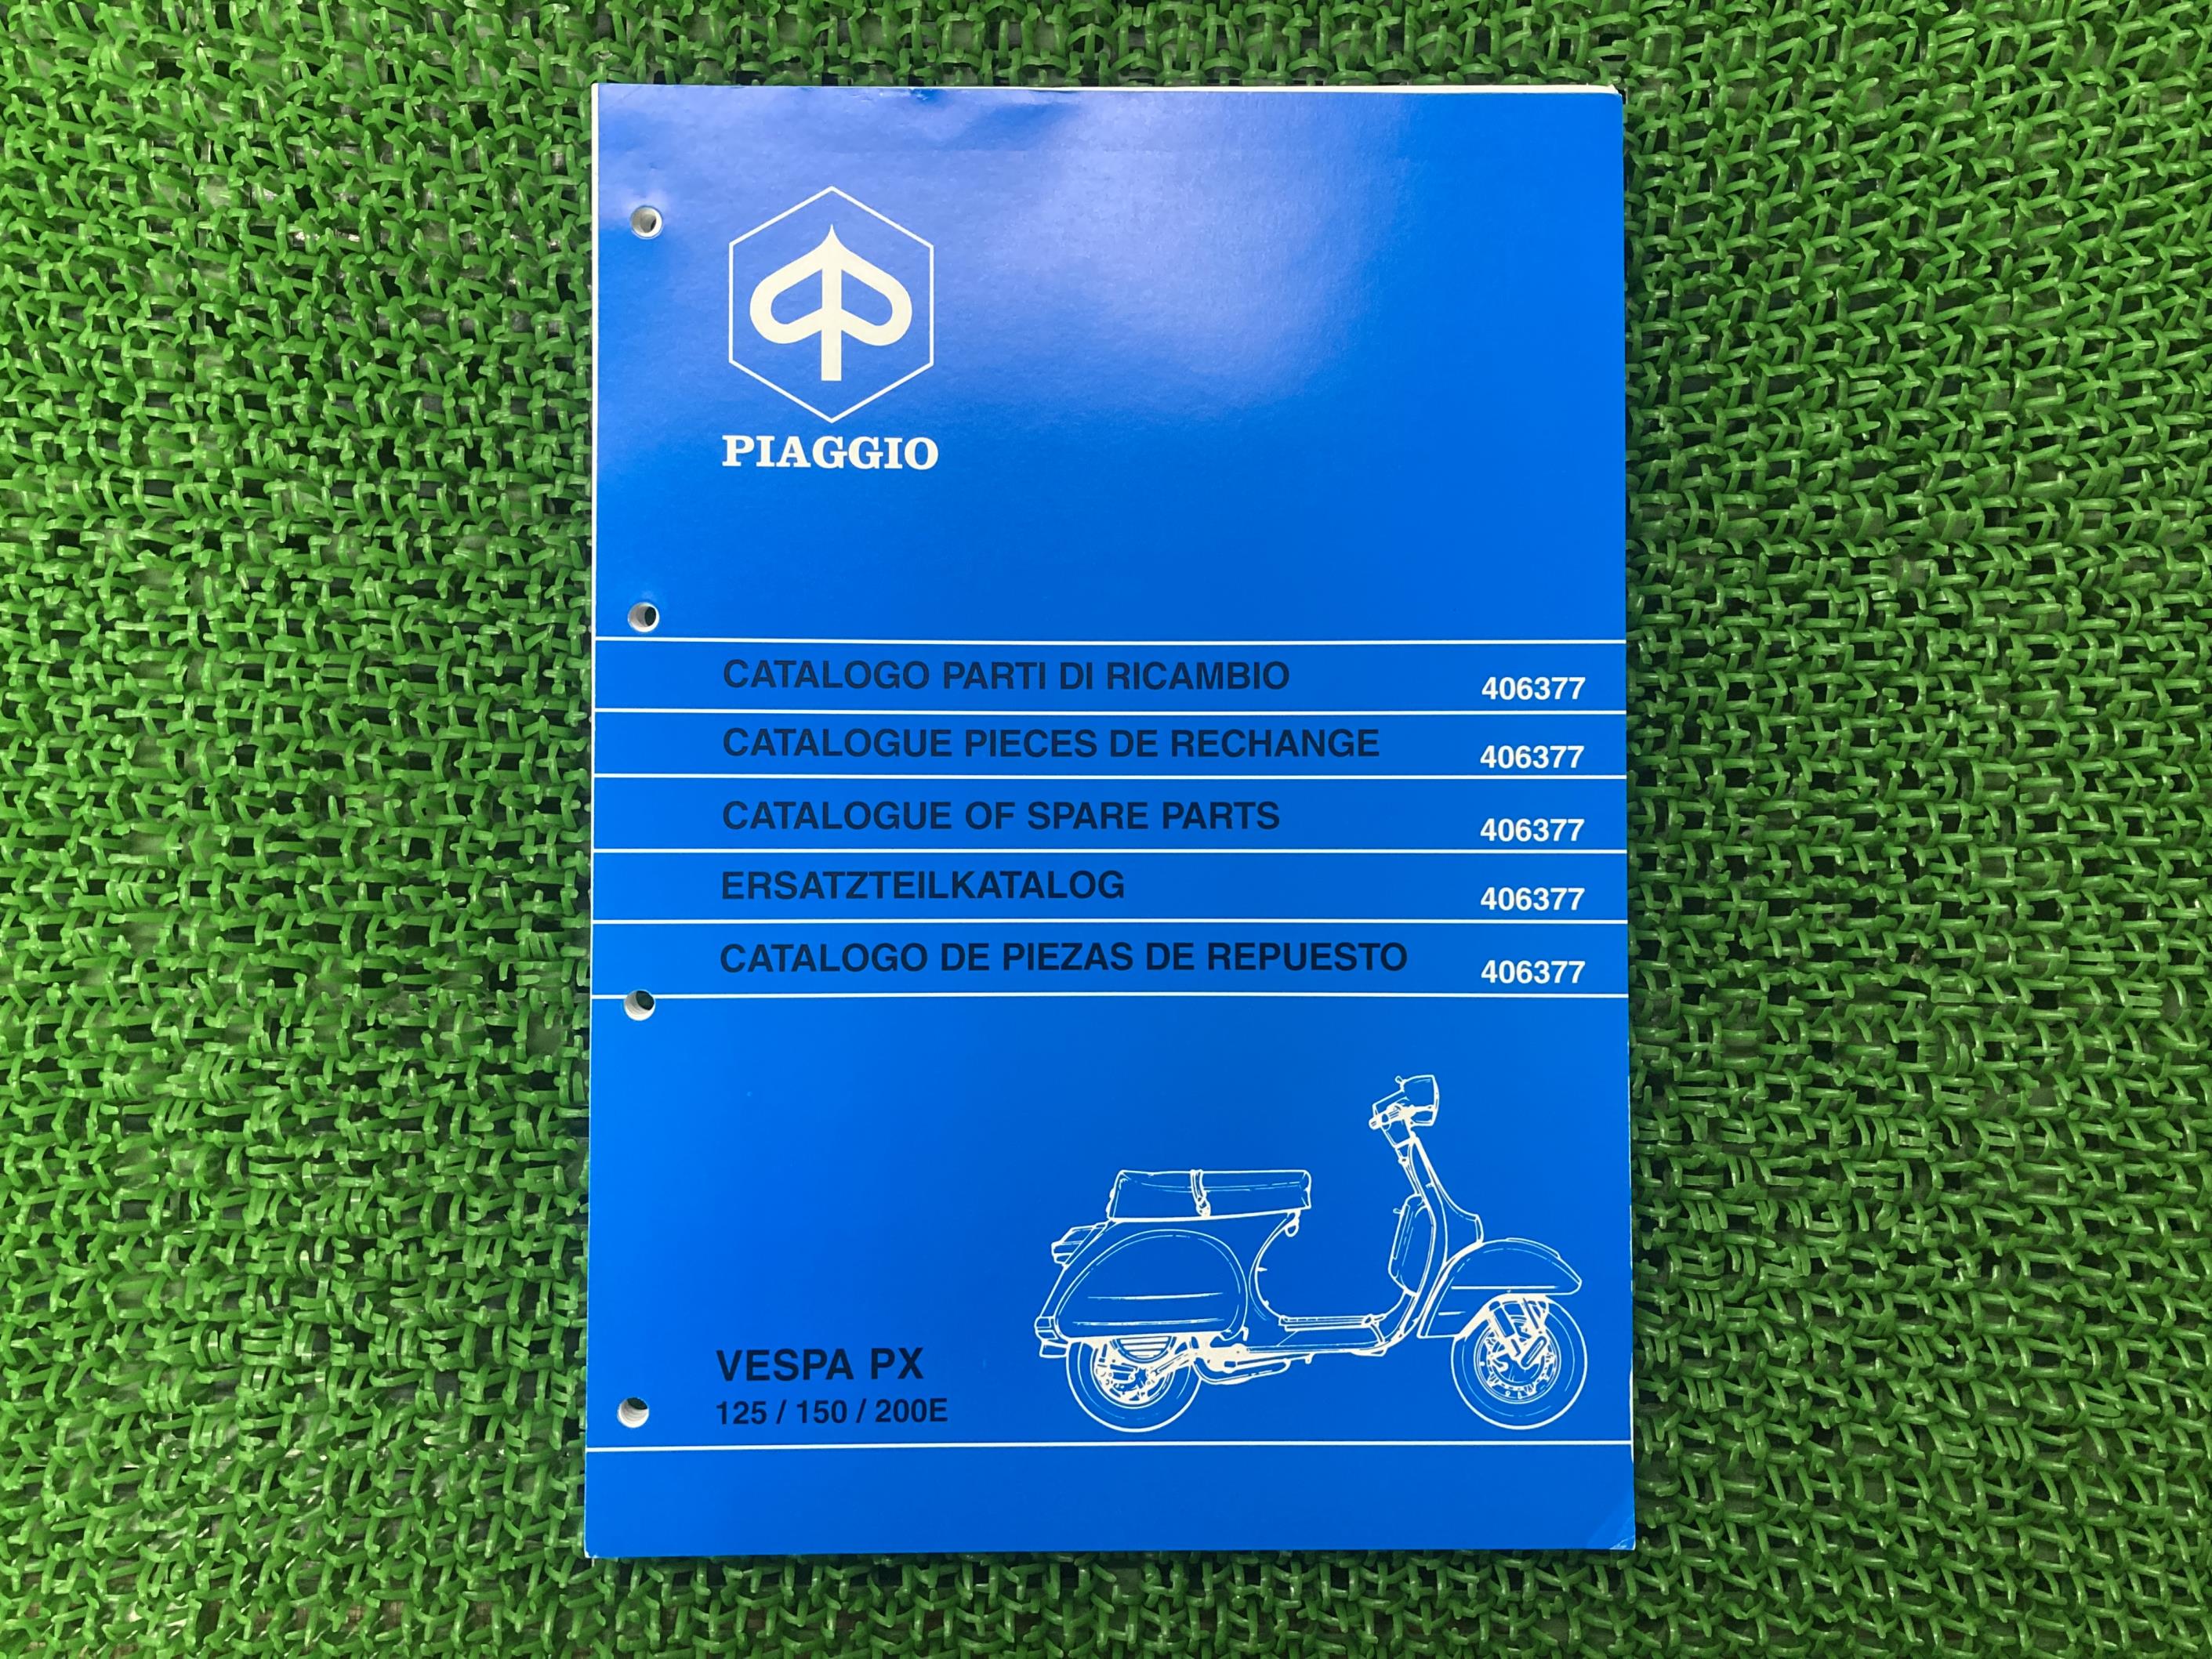 PIAGGIO
CATALOGO PARTI DI RICAMBIO 406377
CATALOGUE PIECES DE RECHANGE 406377
CATALOGUE OF SPARE PARTS 406377
ERSATZTEILKATALOG 406377
CATALOGO DE PIEZAS DE REPUESTO 406377
VESPA PX
125 / 150 / 200E